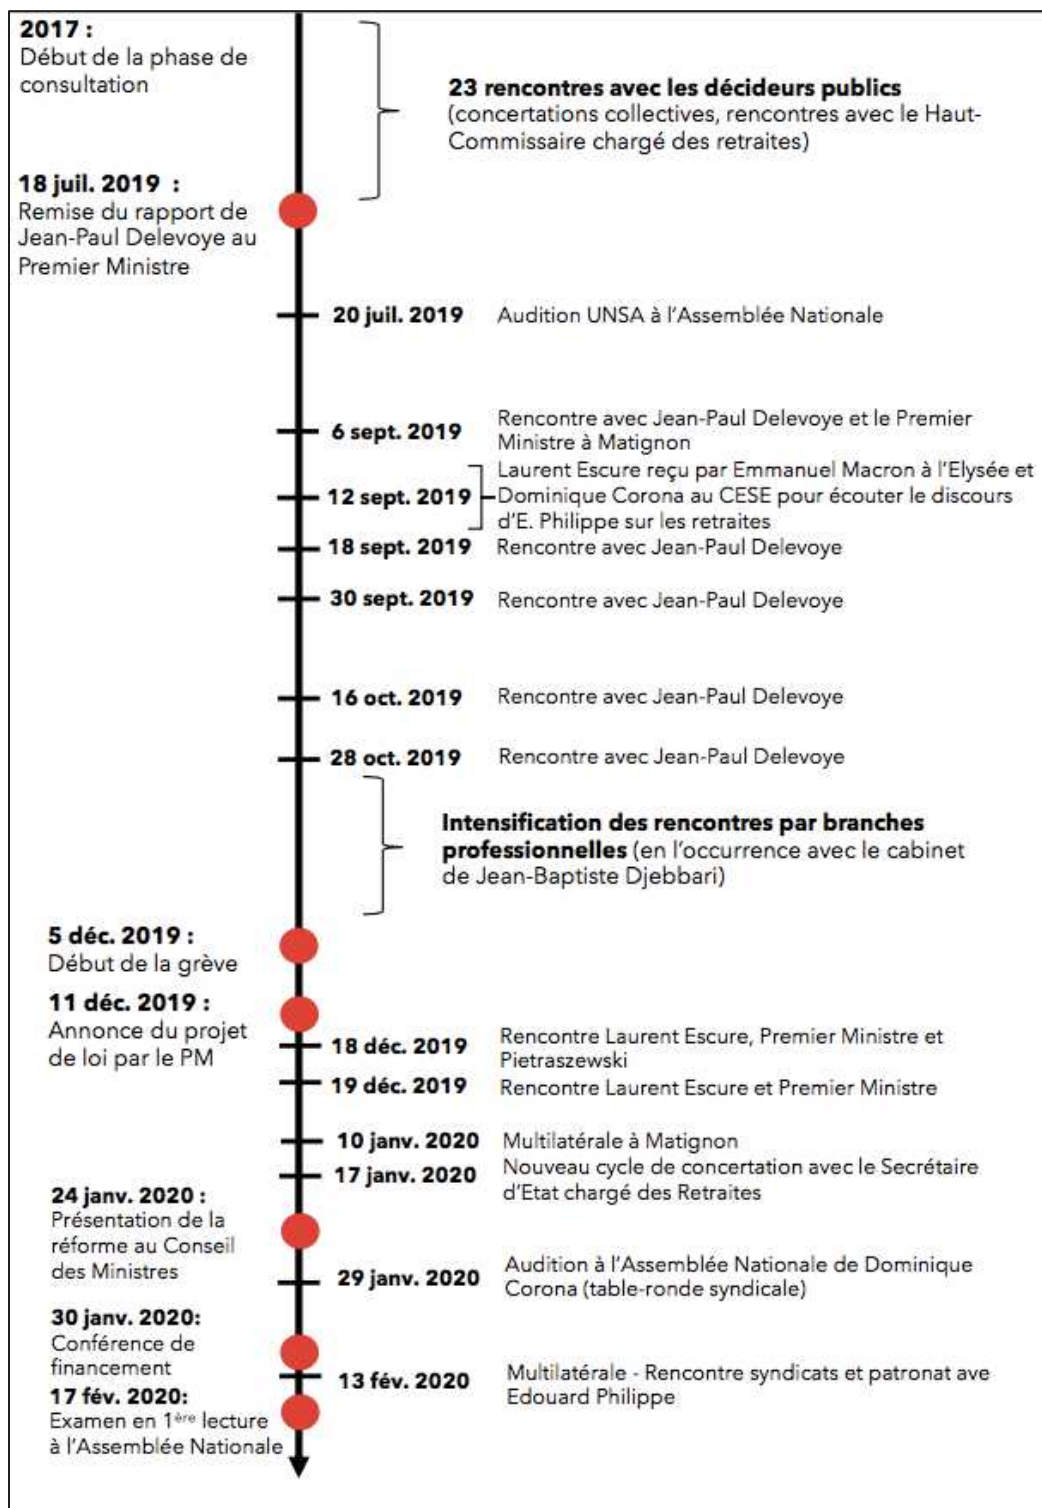 2017 :
Début de la phase de
consultation
23 rencontres avec les décideurs publics
(concertations collectives, rencontres avec le Haut-
Commissaire chargé des retraites)
18 juil. 2019 :
Remise du rapport de
Jean-Paul Delevoye au
Premier Ministre
20 juil. 2019 Audition UNSA à l'Assemblée Nationale
6 sept. 2019 Rencontre avec Jean-Paul Delevoye et le Premier
Ministre à Matignon
12 sept. 2019 Laurent Escure reçu par Emmanuel Macron à l'Elysée et
Dominique Corona au CESE pour écouter le discours
d'E. Philippe sur les retraites
18 sept. 2019 Rencontre avec Jean-Paul Delevoye
30 sept. 2019 Rencontre avec Jean-Paul Delevoye
16 oct. 2019 Rencontre avec Jean-Paul Delevoye
28 oct. 2019 Rencontre avec Jean-Paul Delevoye
Intensification des rencontres par branches
professionnelles (en l'occurrence avec le cabinet
de Jean-Baptiste Djebbari)
5 déc. 2019 :
Début de la grève
11 déc. 2019 :
Annonce du projet
de loi par le PM
18 déc. 2019 Rencontre Laurent Escure, Premier Ministre et
Pietraszewski
19 déc. 2019 Rencontre Laurent Escure et Premier Ministre
10 janv. 2020 Multilatérale à Matignon
17 janv. 2020 Nouveau cycle de concertation avec le Secrétaire
d'Etat chargé des Retraites
24 janv. 2020 :
Présentation de la
réforme au Conseil
des Ministres
29 janv. 2020 Audition à l'Assemblée Nationale de Dominique
Corona (table-ronde syndicale)
30 janv. 2020:
Conférence de
financement
13 fév. 2020 Multilatérale - Rencontre syndicats et patronat ave
Edouard Philippe
17 fév. 2020:
Examen en 1ère lecture
à l'Assemblée Nationale